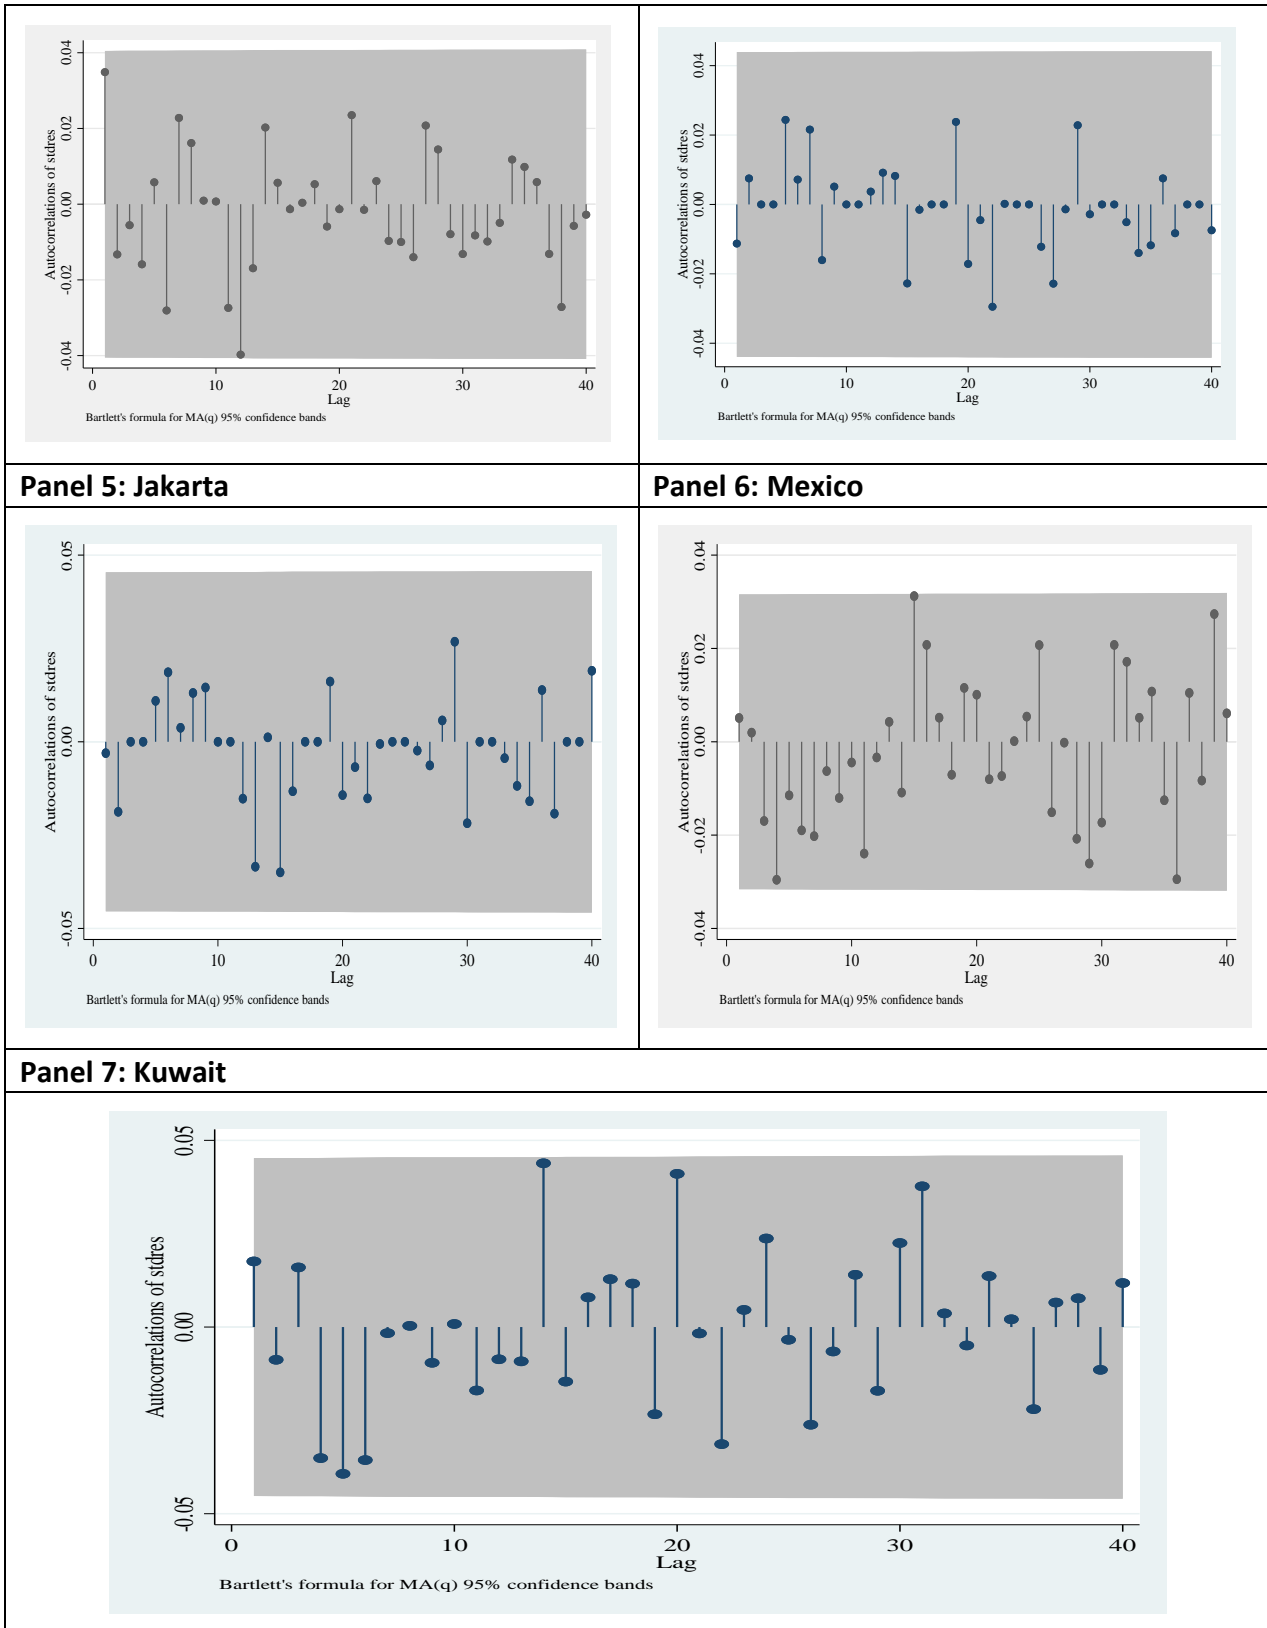 0.04
0.02
0.00
-0.02
-0.04
Autocorrelations of stdres
0 10 20 30 40
Lag
Bartlett's formula for MA(q) 95% confidence bands
0.04
0.02
0.00
-0.02
-0.04
Autocorrelations of stdres
0 10 20 30 40
Lag
Bartlett's formula for MA(q) 95% confidence bands
Panel 5: Jakarta
Panel 6: Mexico
0.05
0.00
-0.05
Autocorrelations of stdres
0 10 20 30 40
Lag
Bartlett's formula for MA(q) 95% confidence bands
0.04
0.02
0.00
-0.02
-0.04
Autocorrelations of stdres
0 10 20 30 40
Lag
Bartlett's formula for MA(q) 95% confidence bands
Panel 7: Kuwait
0.05
0.00
-0.05
Autocorrelations of stdres
0 10 20 30 40
Lag
Bartlett's formula for MA(q) 95% confidence bands